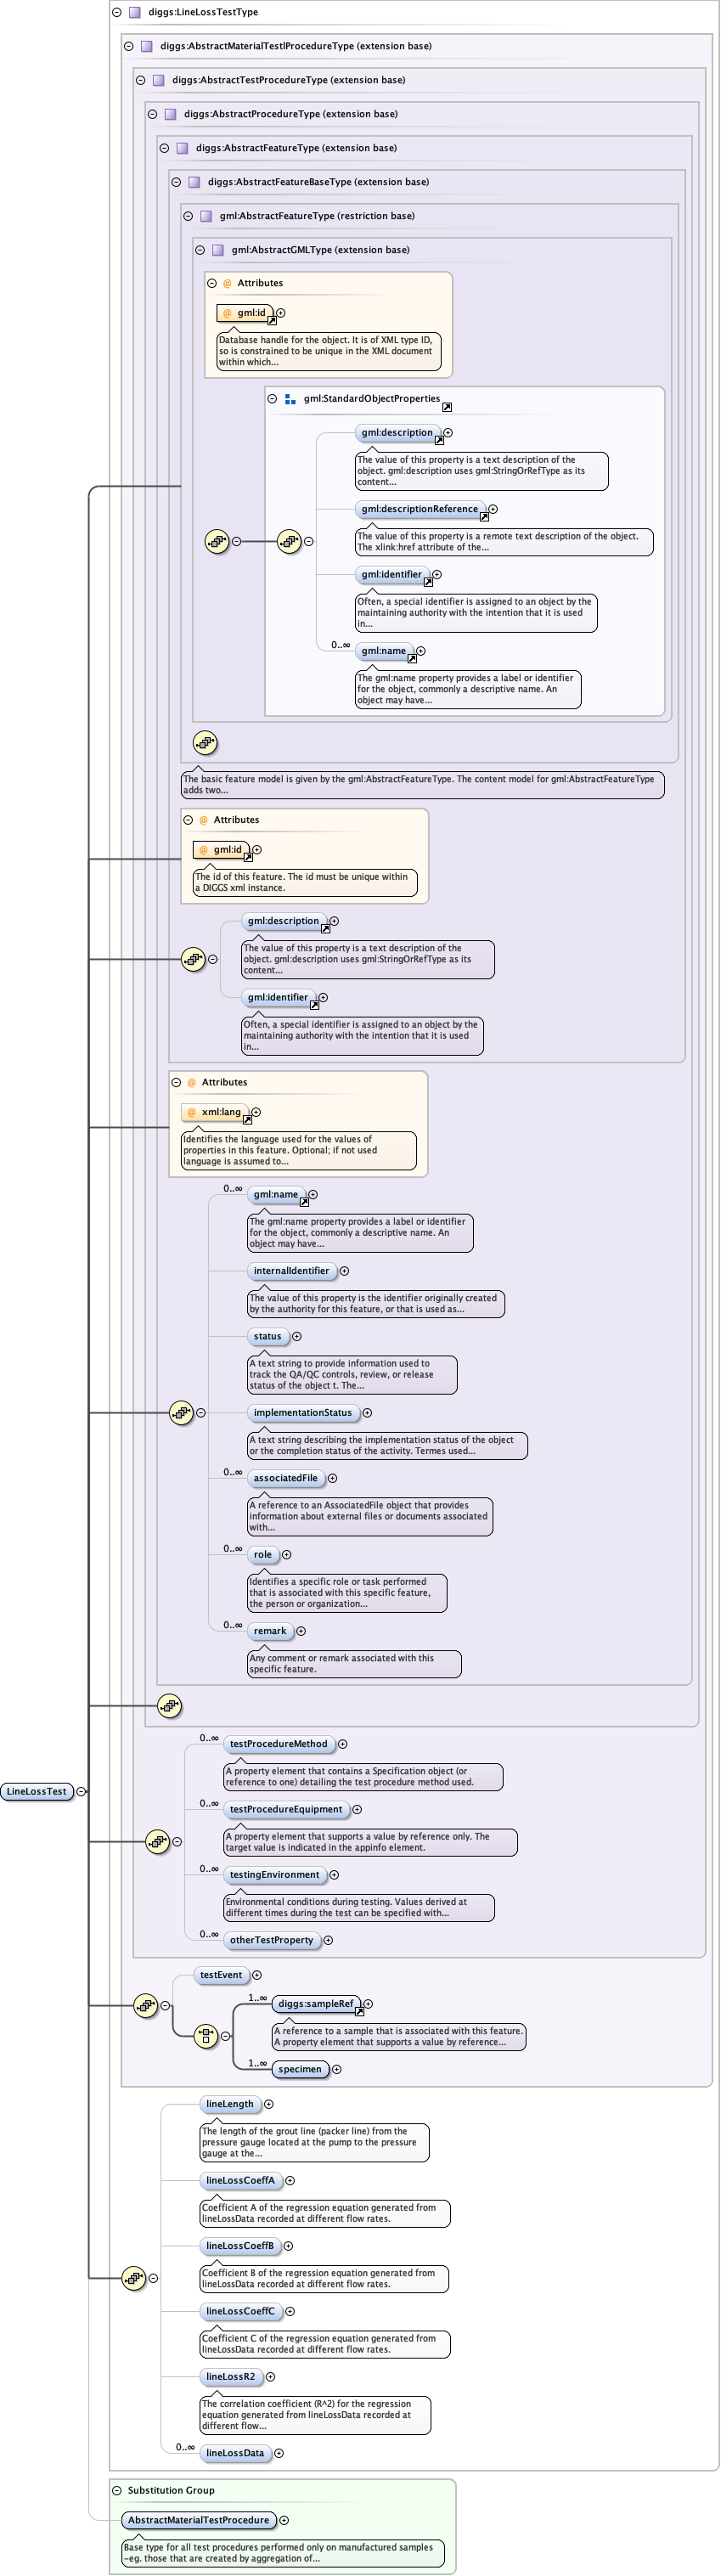 diggs:LineLossTestType
diggs:AbstractMaterialTestlProcedureType (extension base)
diggs:AbstractTestProcedureType (extension base)
diggs:AbstractProcedureType (extension base)
diggs:AbstractFeatureType (extension base)
diggs:AbstractFeatureBaseType (extension base)
gml:AbstractFeatureType (restriction base)
gml:AbstractGMLType (extension base)
@ Attributes
@ gml:id
Database handle for the object. It is of XML type ID,
so is constrained to be unique in the XML document
within which...
gml:StandardObjectProperties
gml:description
The value of this property is a text description of the
object. gml:description uses gml:StringOrRefType as its
content...
gml:descriptionReference
The value of this property is a remote text description of the object.
The xlink:href attribute of the...
gml:identifier
Often, a special identifier is assigned to an object by the
maintaining authority with the intention that it is used
in...
0..∞
gml:name
The gml:name property provides a label or identifier
for the object, commonly a descriptive name. An
object may have...
The basic feature model is given by the gml:AbstractFeatureType. The content model for gml:AbstractFeatureType
adds two...
@ Attributes
@ gml:id
The id of this feature. The id must be unique within
a DIGGS xml instance.
gml:description
The value of this property is a text description of the
object. gml:description uses gml:StringOrRefType as its
content...
gml:identifier
Often, a special identifier is assigned to an object by the
maintaining authority with the intention that it is used
in...
@ Attributes
@ xml:lang
Identifies the language used for the values of
properties in this feature. Optional; if not used
language is assumed to...
0..∞
gml:name
The gml:name property provides a label or identifier
for the object, commonly a descriptive name. An
object may have...
internalIdentifier
The value of this property is the identifier originally created
by the authority for this feature, or that is used as...
status
A text string to provide information used to
track the QA/QC controls, review, or release
status of the object t. The...
implementationStatus
A text string describing the implementation status of the object
or the completion status of the activity. Termes used...
0..∞
associatedFile
A reference to an AssociatedFile object that provides
information about external files or documents associated
with...
0..∞
role
Identifies a specific role or task performed
that is associated with this specific feature,
the person or organization...
0..∞
remark
Any comment or remark associated with this
specific feature.
0..∞
testProcedureMethod
A property element that contains a Specification object (or
reference to one) detailing the test procedure method used.
LineLossTest
0..∞
testProcedureEquipment
A property element that supports a value by reference only. The
target value is indicated in the appinfo element.
0..∞
testingEnvironment
Environmental conditions during testing. Values derived at
different times during the test can be specified with...
0..∞
otherTestProperty
testEvent
1..∞
diggs:sampleRef
A reference to a sample that is associated with this feature.
A property element that supports a value by reference...
1..∞
specimen
lineLength
The length of the grout line (packer line) from the
pressure gauge located at the pump to the pressure
gauge at the...
lineLossCoeffA
Coefficient A of the regression equation generated from
lineLossData recorded at different flow rates.
lineLossCoeffB
Coefficient B of the regression equation generated from
lineLossData recorded at different flow rates.
lineLossCoeffC
Coefficient C of the regression equation generated from
lineLossData recorded at different flow rates.
lineLossR2
The correlation coefficient (R^2) for the regression
equation generated from lineLossData recorded at
different flow...
0..∞
lineLossData
Substitution Group
AbstractMaterialTestProcedure
Base type for all test procedures performed only on manufactured samples
-eg. those that are created by aggregation of...